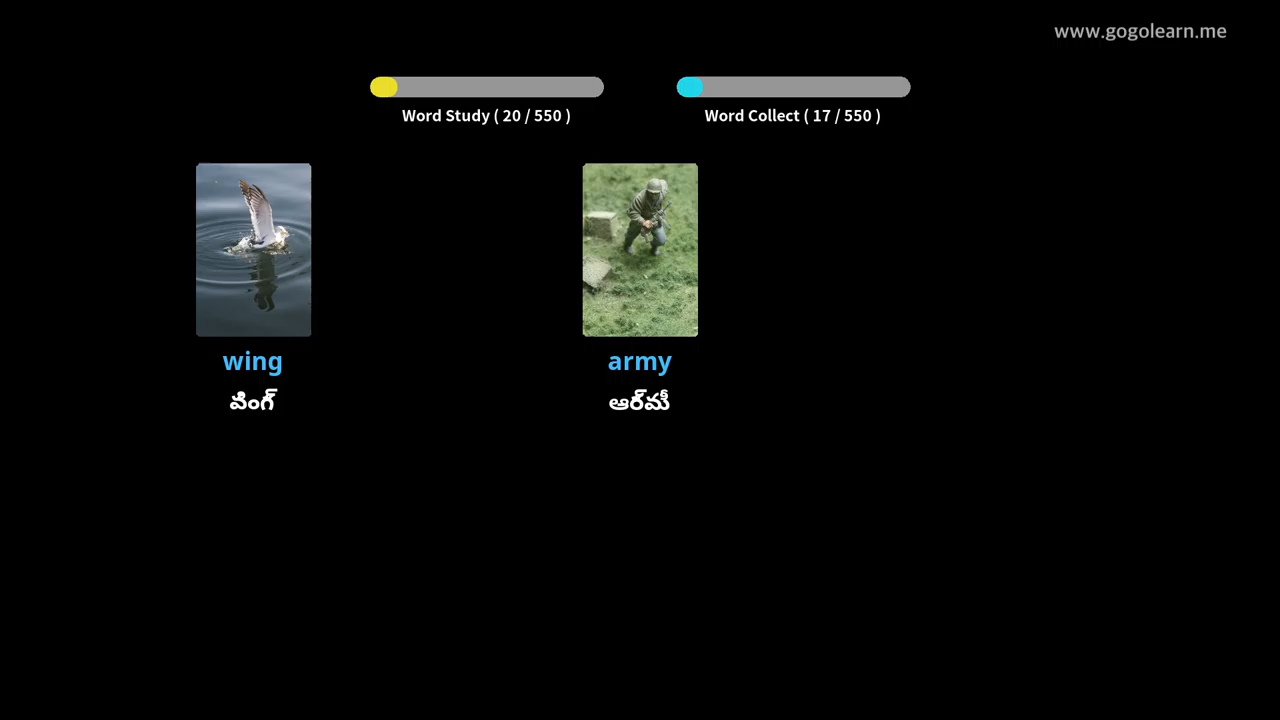 www.gogolearn.me
Word Study ( 20 / 550 )
Word Collect ( 17 / 550 )
wing
army
వింగ్
ఆర్మీ